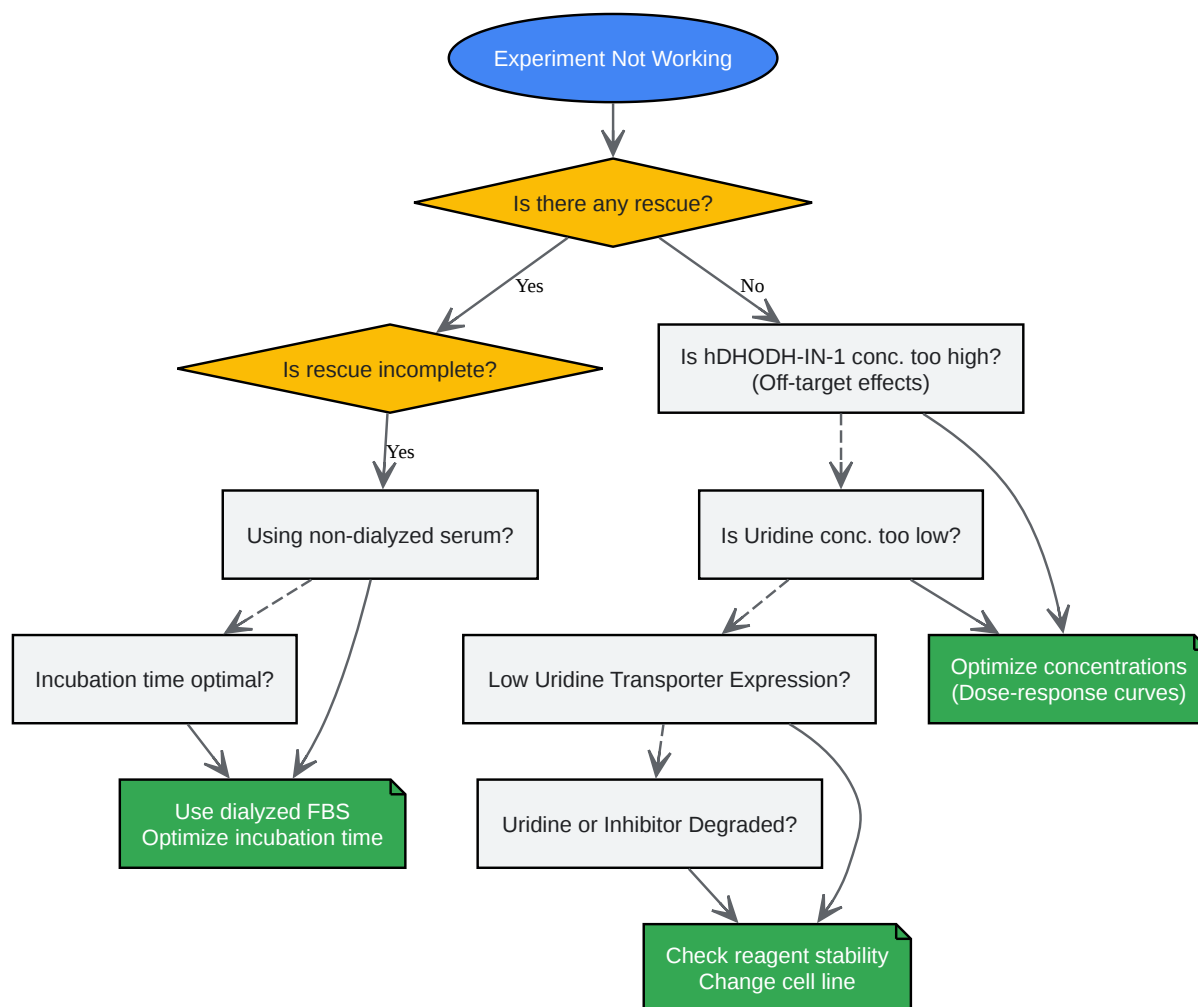 Experiment Not Working
Is there any rescue?
Yes
No
Is rescue incomplete?
Is hDHODH-IN-1 conc. too high?
(Off-target effects)
Yes
Using non-dialyzed serum?
Is Uridine conc. too low?
Incubation time optimal?
Low Uridine Transporter Expression?
Optimize concentrations
(Dose-response curves)
Use dialyzed FBS
Optimize incubation time
Uridine or Inhibitor Degraded?
Check reagent stability
Change cell line